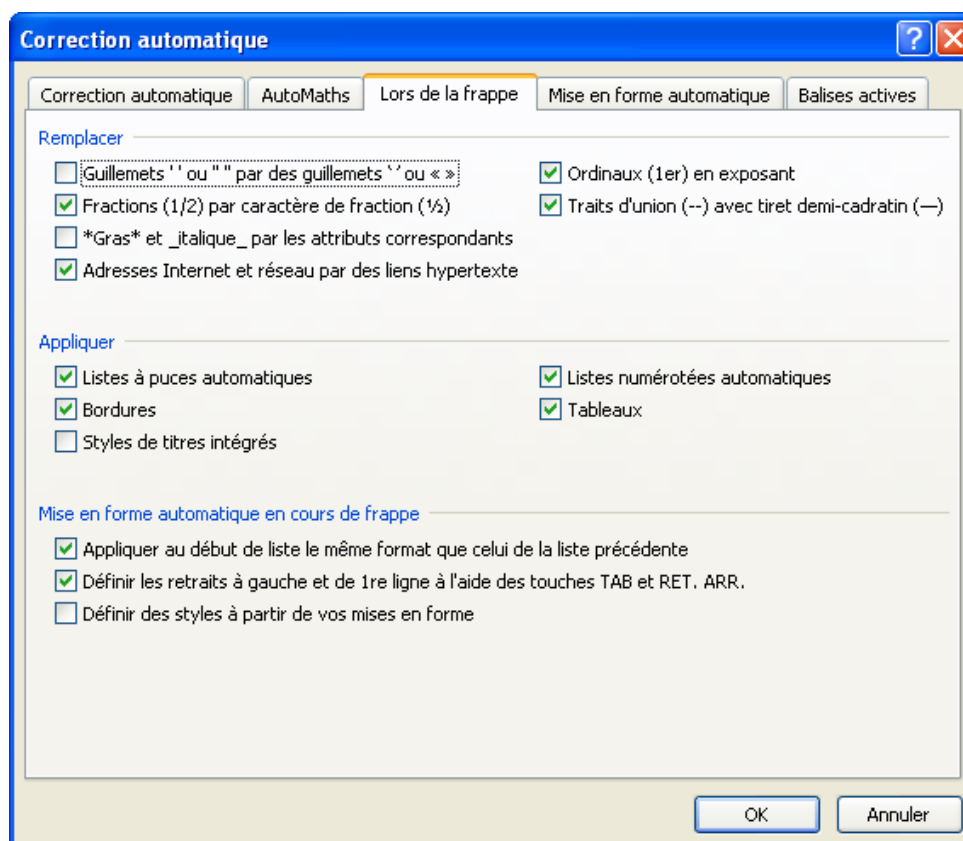 Correction automatique
Correction automatique AutoMaths Lors de la frappe Mise en forme automatique Balises actives
Remplacer
Guillemets ' ' ou " " par des guillemets ‘ ’ ou « »
Ordinaux (1er) en exposant
Fractions (1/2) par caractère de fraction (½)
Traits d'union (--) avec tiret demi-cadratin (—)
*Gras* et _italique_ par les attributs correspondants
Adresses Internet et réseau par des liens hypertexte
Appliquer
Listes à puces automatiques
Listes numérotées automatiques
Bordures
Tableaux
Styles de titres intégrés
Mise en forme automatique en cours de frappe
Appliquer au début de liste le même format que celui de la liste précédente
Définir les retraits à gauche et de 1re ligne à l'aide des touches TAB et RET. ARR.
Définir des styles à partir de vos mises en forme
OK Annuler